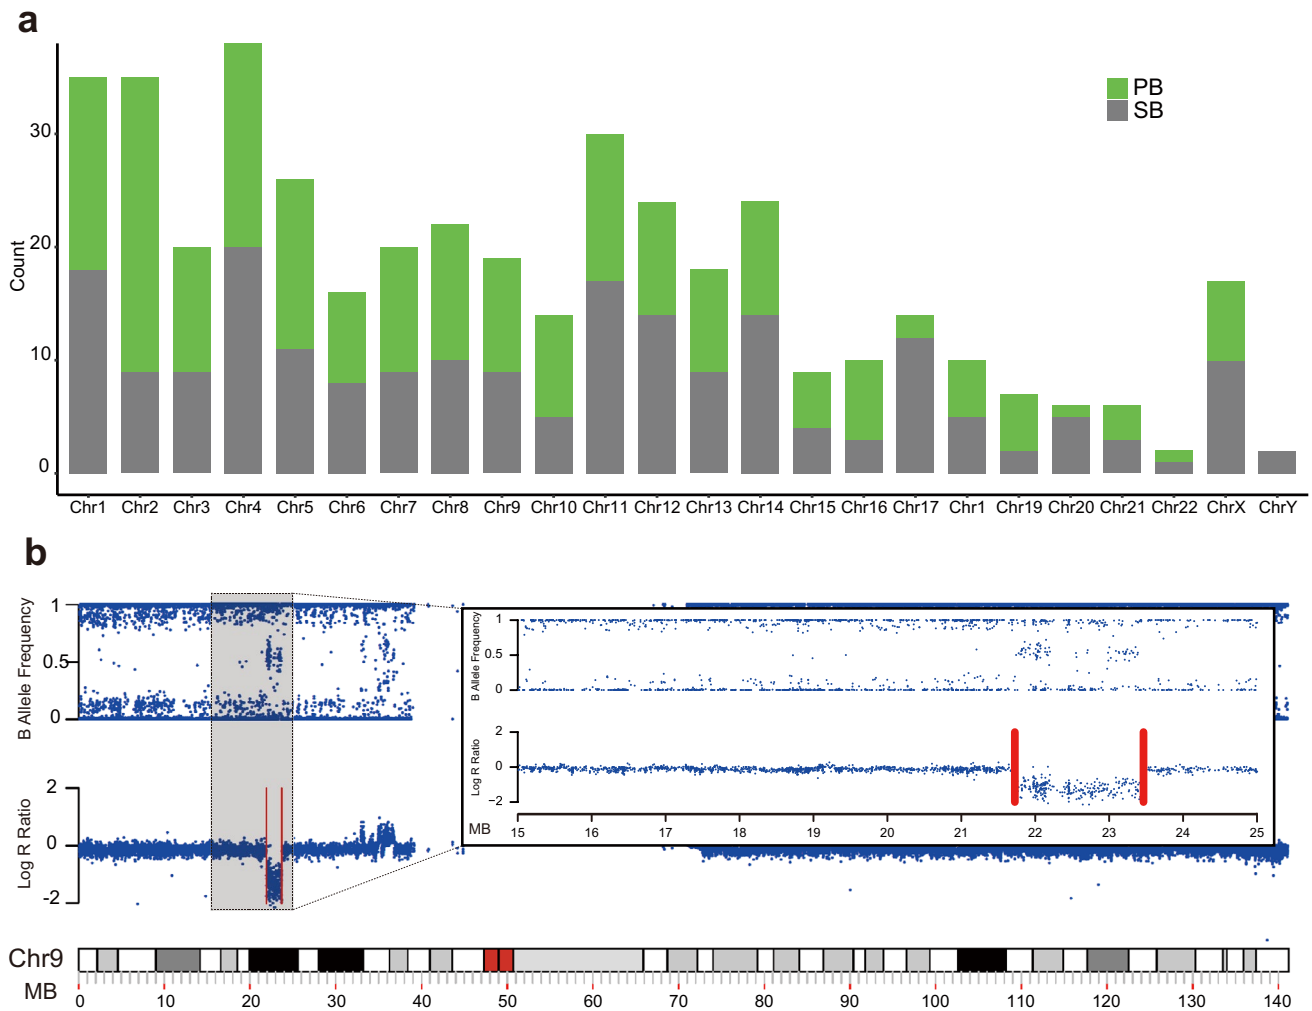 a
PB
SB
Count
30
20
10
0
Chr1 Chr2 Chr3 Chr4 Chr5 Chr6 Chr7 Chr8 Chr9 Chr10 Chr11 Chr12 Chr13 Chr14 Chr15 Chr16 Chr17 Chr1 Chr19 Chr20 Chr21 Chr22 ChrX ChrY
b
B Allele Frequency
1
0.5
0
Log R Ratio
2
0
-2
B Allele Frequency
1
0.5
0
Log R Ratio
2
0
−2
MB
15 16 17 18 19 20 21 22 23 24 25
Chr9
MB
0 10 20 30 40 50 60 70 80 90 100 110 120 130 140